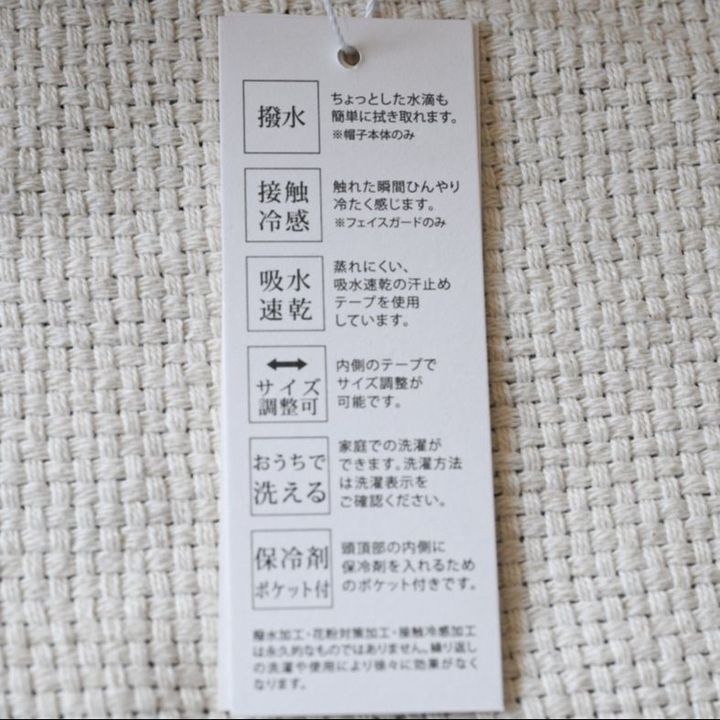 撥水
ちょっとした水滴も
簡単に拭き取れます。
※帽子本体のみ
接触
冷感
触れた瞬間ひんやり
冷たく感じます。
※フェイスガードのみ
吸水
速乾
蒸れにくい、
吸水速乾の汗止め
テープを使用
しています。
サイズ
調整可
内側のテープで
サイズ調整が
可能です。
おうちで
洗える
家庭での洗濯が
できます。洗濯方法
は洗濯表示を
ご確認ください。
保冷剤
ポケット付
頭頂部の内側に
保冷剤を入れるため
のポケット付きです。
撥水加工・花粉対策加工・接触冷感加工
は永久的なものではありません。繰り返し
の洗濯や使用により徐々に効果がなく
なります。